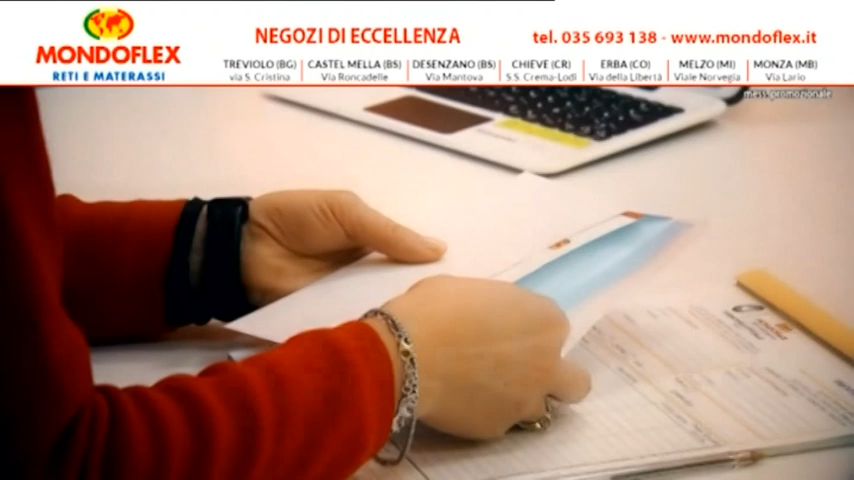 MONDOFLEX
RETI E MATERASSI
NEGOZI DI ECCELLENZA
tel. 035 693 138 - www.mondoflex.it
TREVIOLO (BG)
via S. Cristina
CASTEL MELLA (BS)
Via Roncadelle
DESENZANO (BS)
Via Mantova
CHIEVE (CR)
S.S. Crema-Lodi
ERBA (CO)
Via della Libertà
MELZO (MI)
Viale Norvegia
MONZA (MB)
Via Lario
mess. promozionale